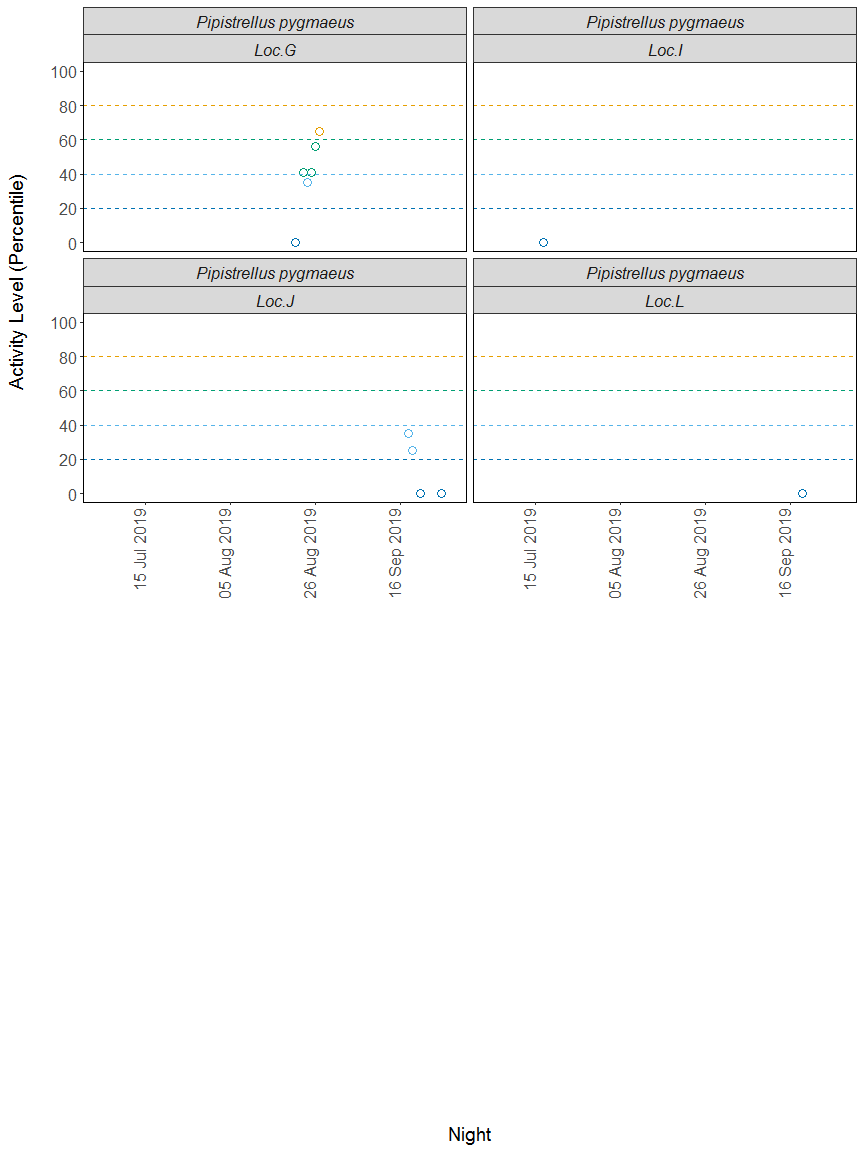 Pipistrellus pygmaeus
Loc.G
Pipistrellus pygmaeus
Loc.I
100
80
60
40
20
0
Pipistrellus pygmaeus
Loc.J
Pipistrellus pygmaeus
Loc.L
100
80
60
40
20
0
Activity Level (Percentile)
15 Jul 2019
05 Aug 2019
26 Aug 2019
16 Sep 2019
15 Jul 2019
05 Aug 2019
26 Aug 2019
16 Sep 2019
Night